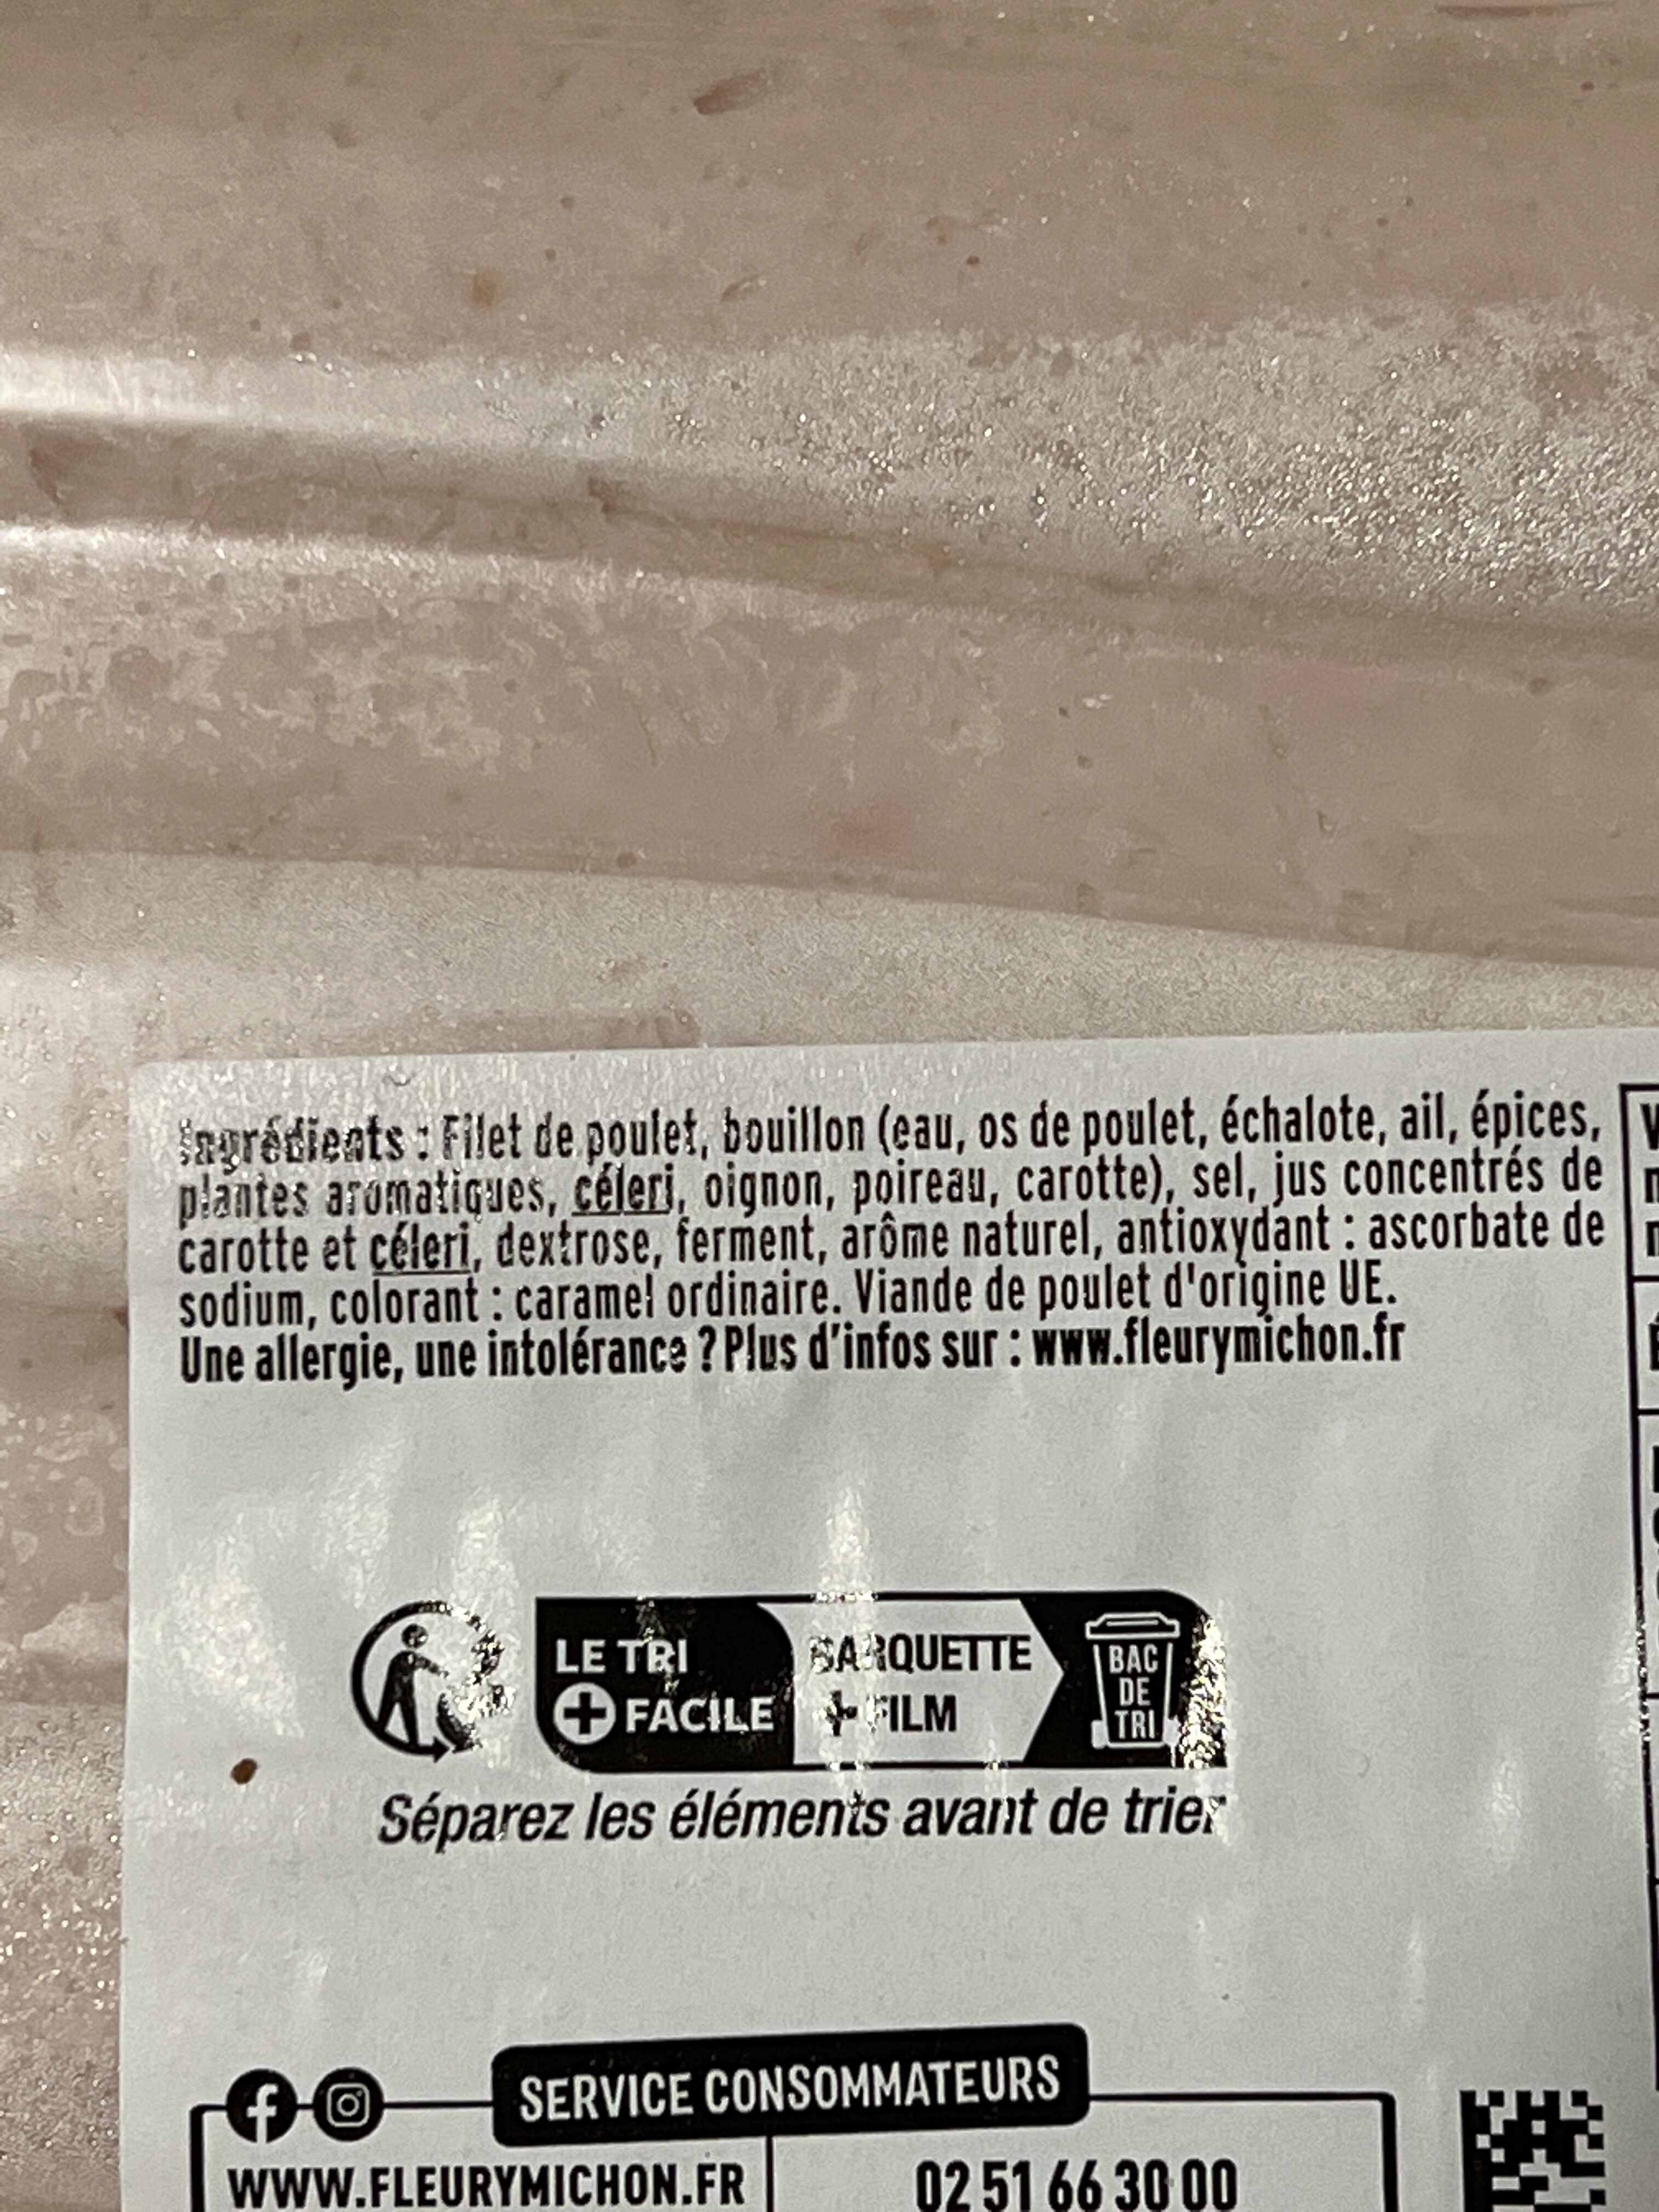 Ingrédients : Filet de poulet, bouillon (eau, os de poulet, échalote, ail, épices,
plantes aromatiques, céleri, oignon, poireau, carotte), sel, jus concentrés de
carotte et céleri, dextrose, ferment, arôme naturel, antioxydant : ascorbate de
sodium, colorant : caramel ordinaire. Viande de poulet d'origine UE.
Une allergie, une intolérance ? Plus d'infos sur : www.fleurymichon.fr
LE TRI
+ FACILE
BARQUETTE
+ FILM
BAC
DE
TRI
Séparez les éléments avant de trier
SERVICE CONSOMMATEURS
WWW.FLEURYMICHON.FR
02 51 66 30 00